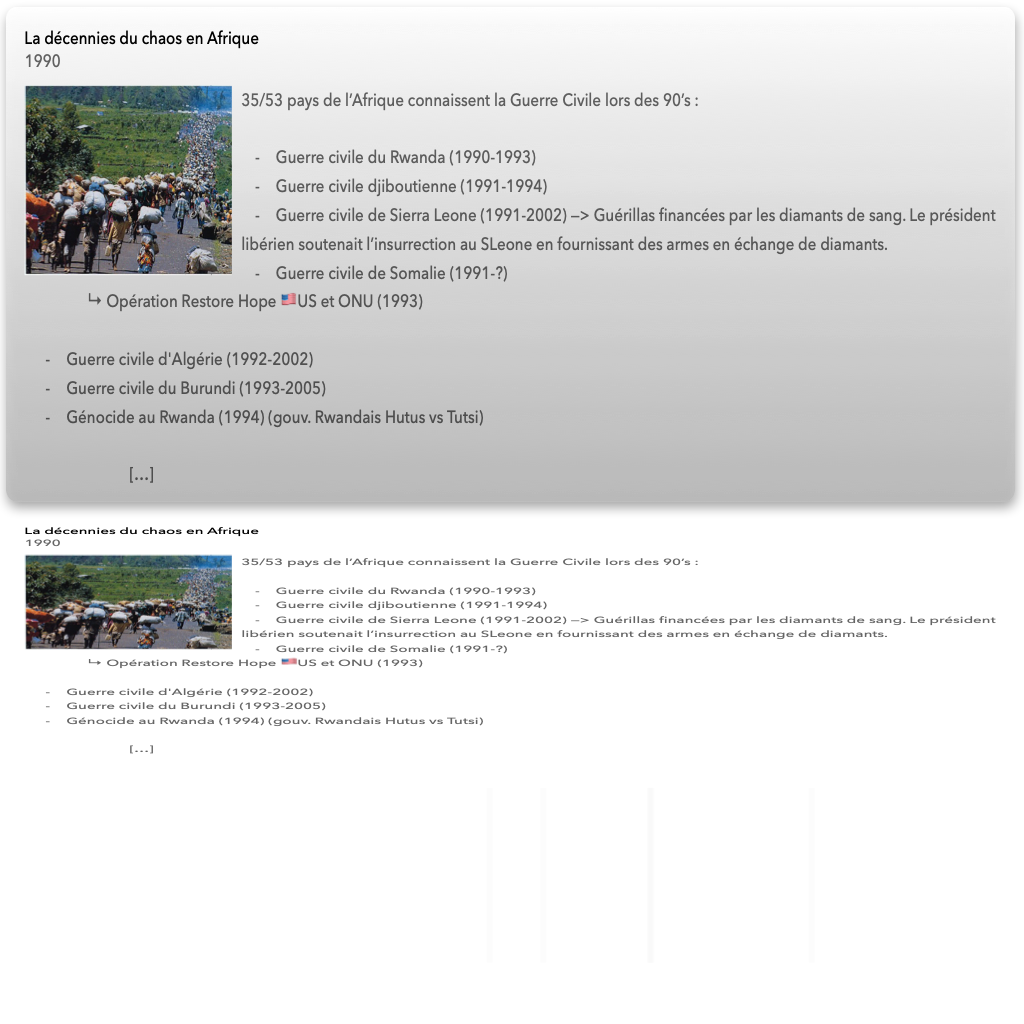 La décennies du chaos en Afrique
1990
35/53 pays de l’Afrique connaissent la Guerre Civile lors des 90’s :
- Guerre civile du Rwanda (1990-1993)
- Guerre civile djiboutienne (1991-1994)
- Guerre civile de Sierra Leone (1991-2002) –> Guérillas financées par les diamants de sang. Le président
libérien soutenait l’insurrection au SLeone en fournissant des armes en échange de diamants.
- Guerre civile de Somalie (1991-?)
↳ Opération Restore Hope 🇺🇸US et ONU (1993)
- Guerre civile d'Algérie (1992-2002)
- Guerre civile du Burundi (1993-2005)
- Génocide au Rwanda (1994) (gouv. Rwandais Hutus vs Tutsi)
[…]
La décennies du chaos en Afrique
1990
35/53 pays de l’Afrique connaissent la Guerre Civile lors des 90’s :
- Guerre civile du Rwanda (1990-1993)
- Guerre civile djiboutienne (1991-1994)
- Guerre civile de Sierra Leone (1991-2002) –> Guérillas financées par les diamants de sang. Le président
libérien soutenait l’insurrection au SLeone en fournissant des armes en échange de diamants.
- Guerre civile de Somalie (1991-?)
↳ Opération Restore Hope 🇺🇸US et ONU (1993)
- Guerre civile d'Algérie (1992-2002)
- Guerre civile du Burundi (1993-2005)
- Génocide au Rwanda (1994) (gouv. Rwandais Hutus vs Tutsi)
[…]